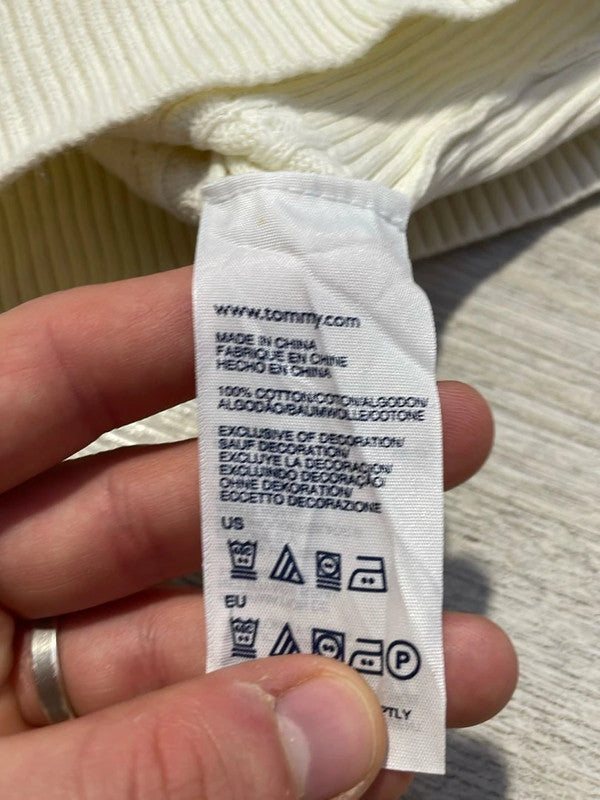 www.tommy.com
MADE IN CHINA
FABRIQUE EN CHINE
HECHO EN CHINA
100% COTTON/COTON/ALGODON/
ALGODÃO/BAUMWOLLE/COTONE
EXCLUSIVE OF DECORATION/
SAUF DECORATION/
EXCLUYE LA DECORACION/
EXCLUINDO DECORAÇÃO/
OHNE DEKORATION/
ECCETTO DECORAZIONE
US
EU
P
PTLY